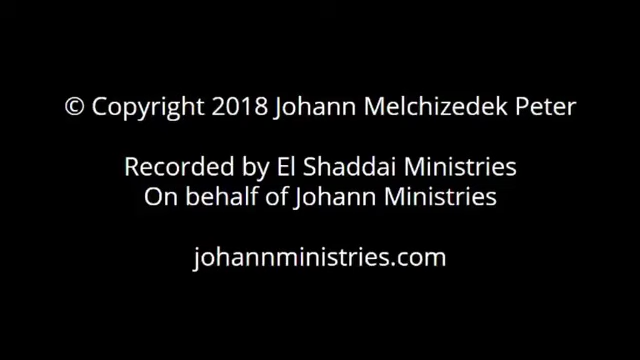 © Copyright 2018 Johann Melchizedek Peter
Recorded by El Shaddai Ministries
On behalf of Johann Ministries
johannministries.com